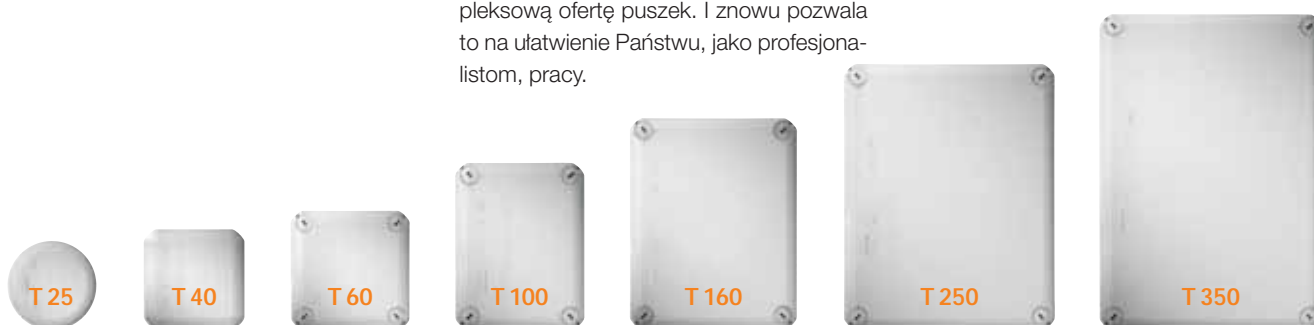 pleksową ofertę puszek. I znowu pozwala
to na ułatwienie Państwu, jako profesjona-
listom, pracy.
T 25 T 40 T 60 T 100 T 160 T 250 T 350